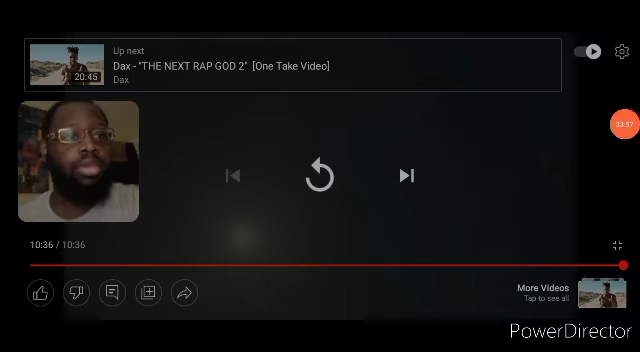 Up next
Dax - "THE NEXT RAP GOD 2" [One Take Video]
Dax
20:45
23:57
10:36 / 10:36
More Videos
Tap to see all
PowerDirector